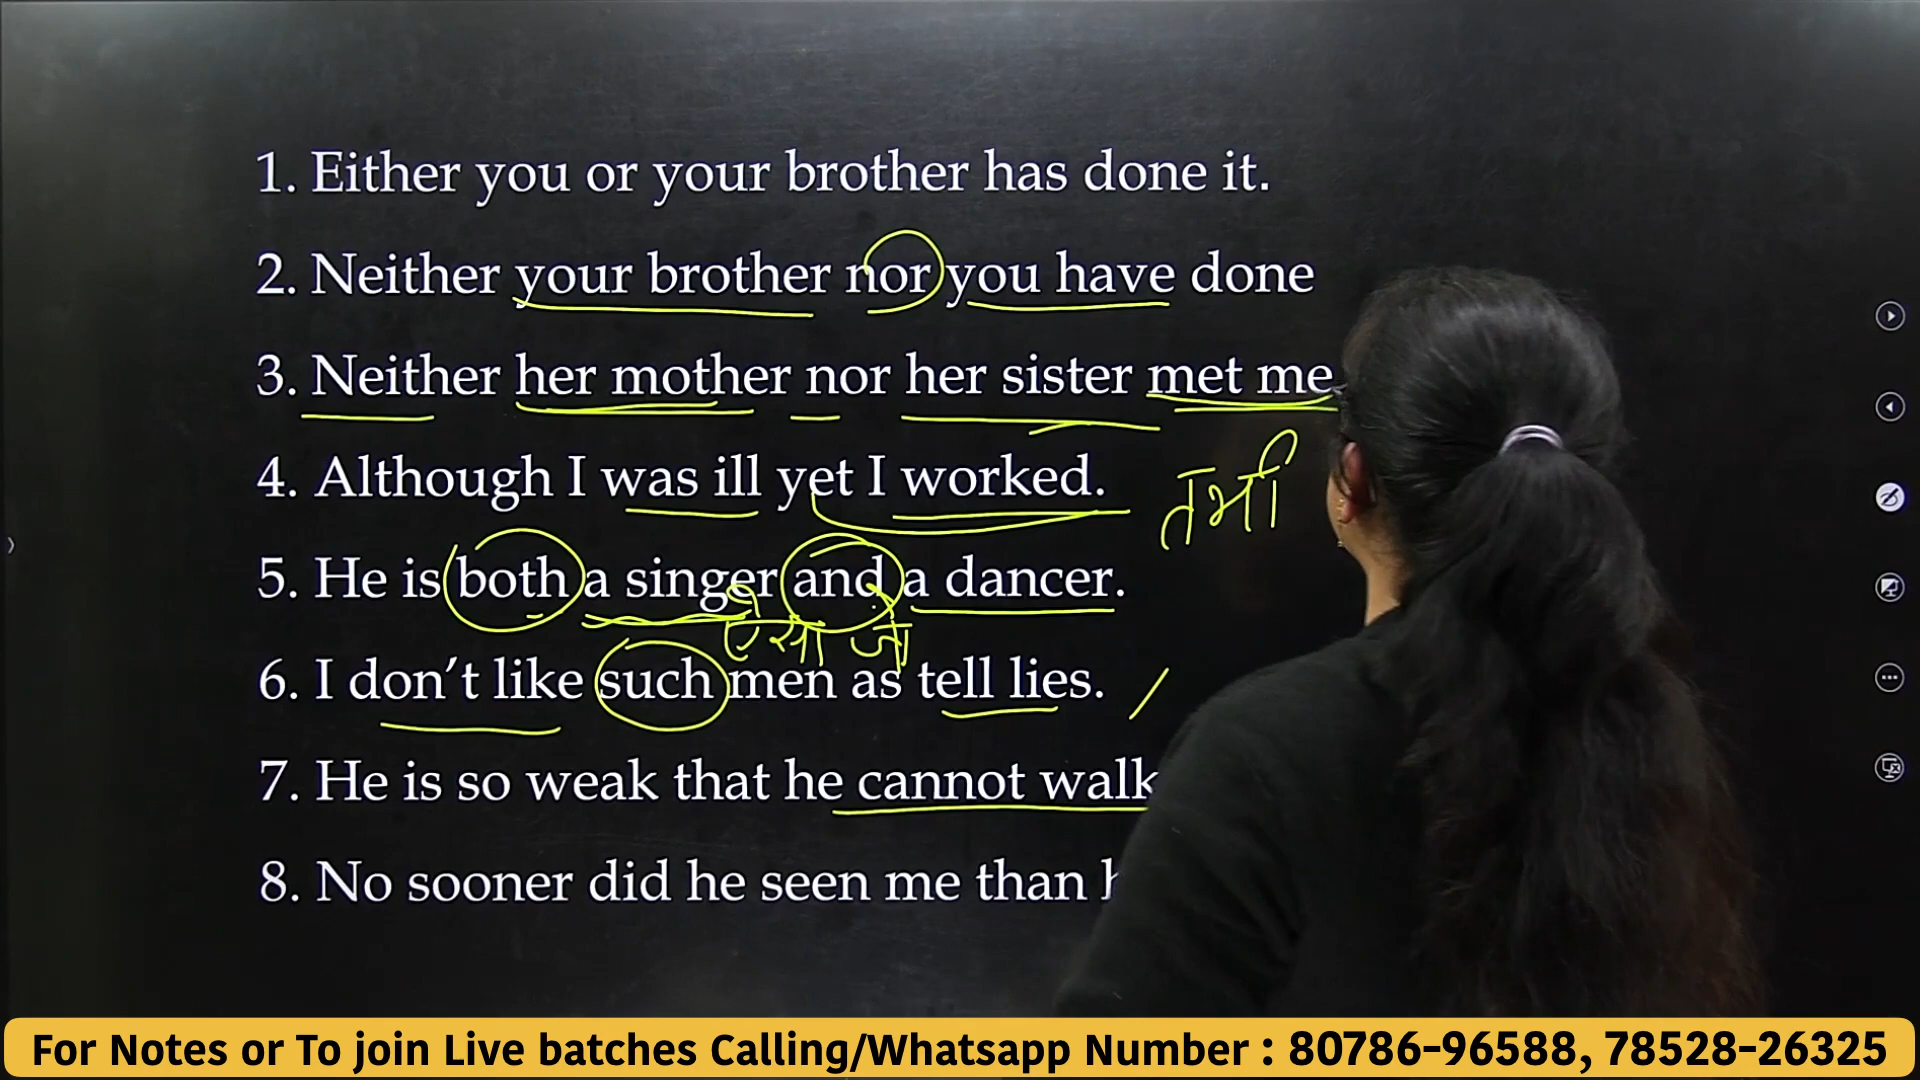 1. Either you or your brother has done it.
2. Neither your brother nor you have done
3. Neither her mother nor her sister met me
4. Although I was ill yet I worked.
तभी
5. He is both a singer and a dancer.
ऐसा जो
6. I don't like such men as tell lies.
7. He is so weak that he cannot walk
8. No sooner did he seen me than
For Notes or To join Live batches Calling/Whatsapp Number : 80786-96588, 78528-26325